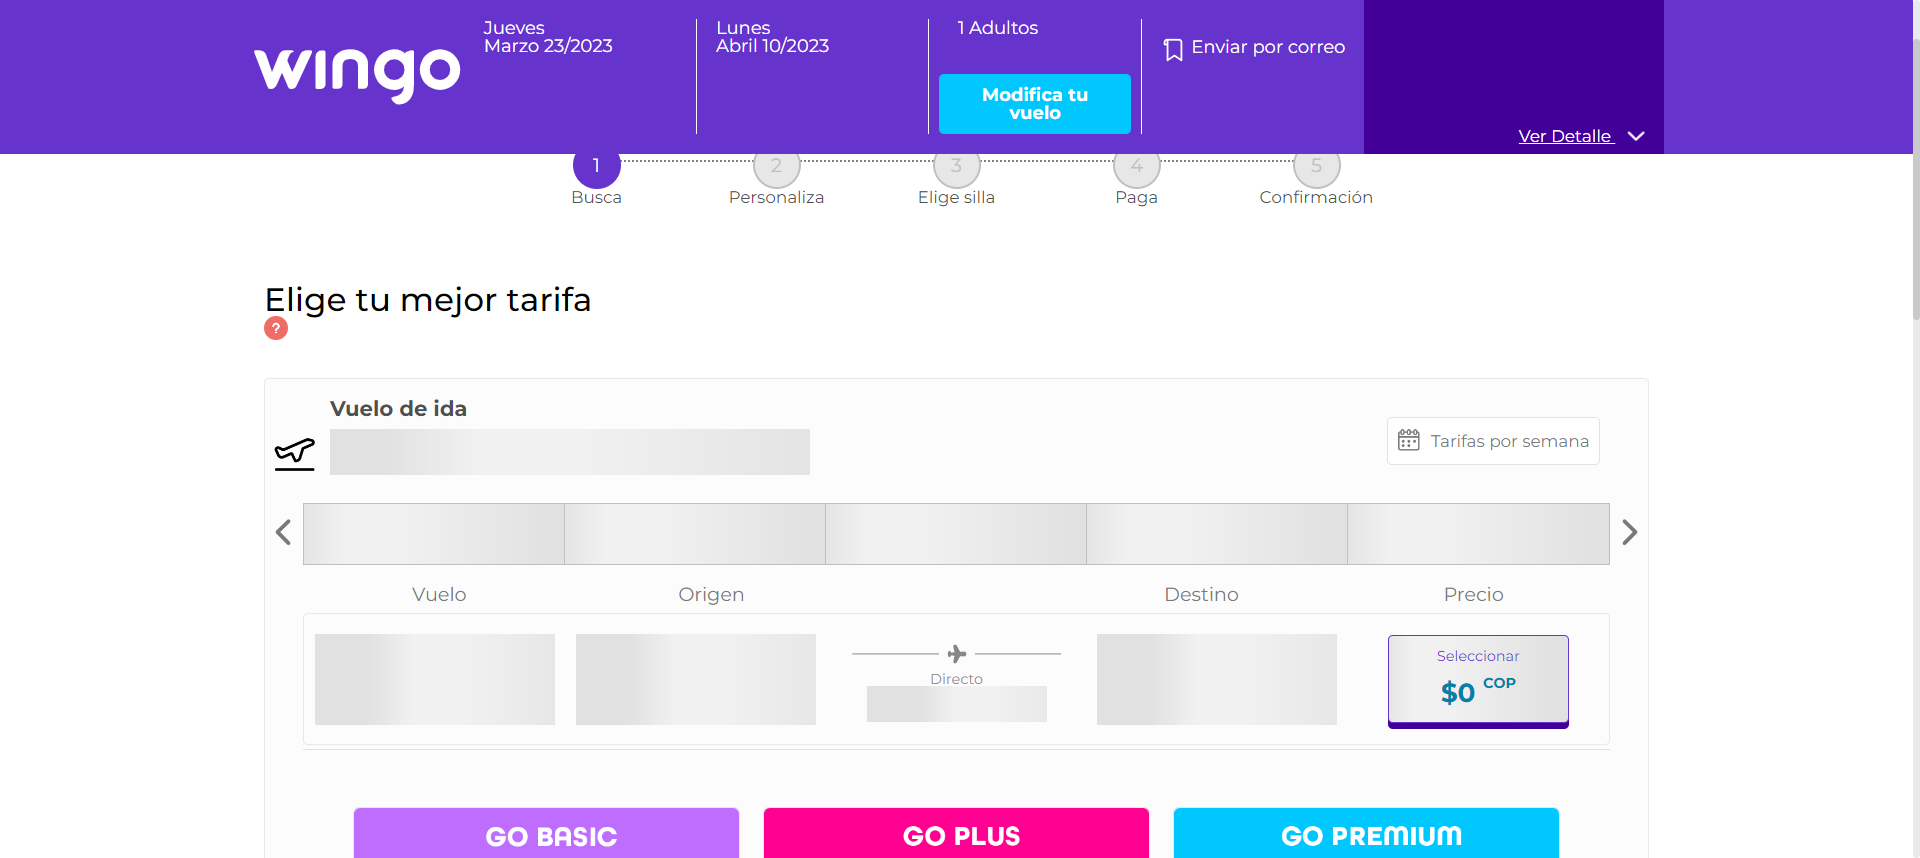 wingo
Jueves
Marzo 23/2023
Lunes
Abril 10/2023
1 Adultos
Modifica tu
vuelo
Enviar por correo
Ver Detalle
1
2
3
4
5
Busca
Personaliza
Elige silla
Paga
Confirmación
Elige tu mejor tarifa
?
Vuelo de ida
Tarifas por semana
Vuelo
Origen
Destino
Precio
Directo
Seleccionar
$0 COP
GO BASIC
GO PLUS
GO PREMIUM